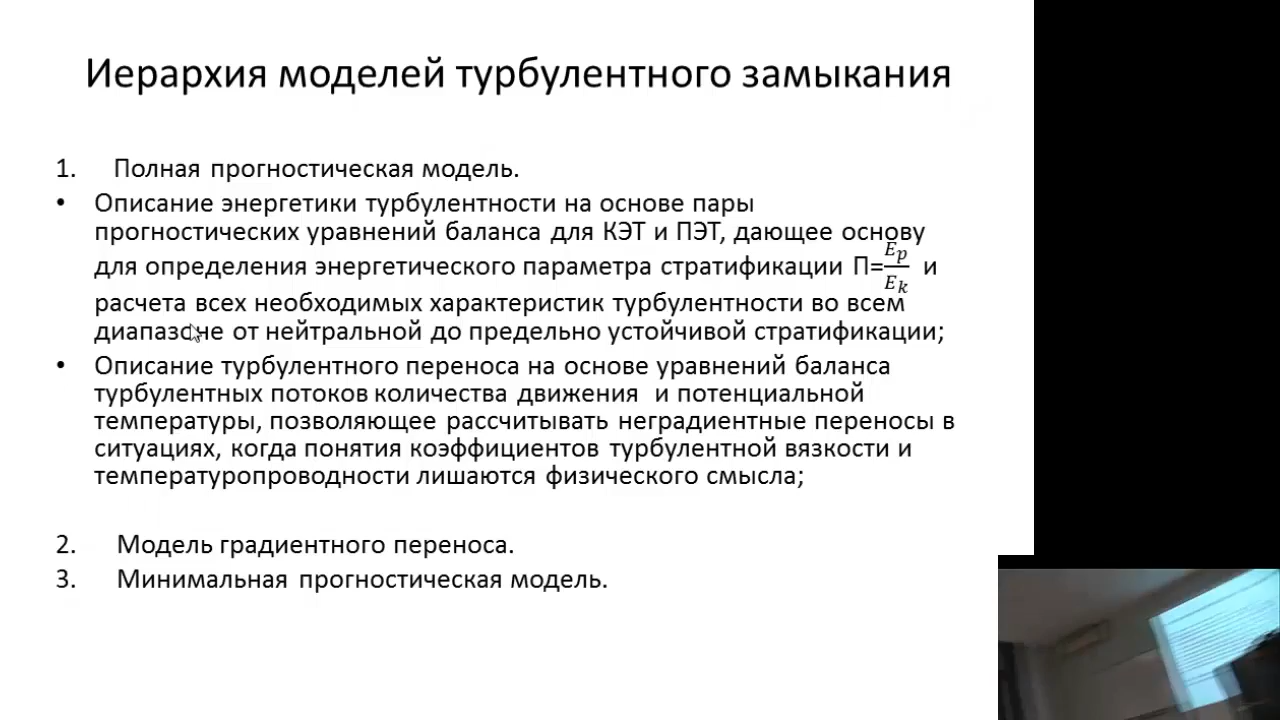 Иерархия моделей турбулентного замыкания
1. Полная прогностическая модель.
• Описание энергетики турбулентности на основе пары
прогностических уравнений баланса для КЭТ и ПЭТ, дающее основу
для определения энергетического параметра стратификации П=E_p/E_k и
расчета всех необходимых характеристик турбулентности во всем
диапазоне от нейтральной до предельно устойчивой стратификации;
• Описание турбулентного переноса на основе уравнений баланса
турбулентных потоков количества движения и потенциальной
температуры, позволяющее рассчитывать неградиентные переносы в
ситуациях, когда понятия коэффициентов турбулентной вязкости и
температуропроводности лишаются физического смысла;
2. Модель градиентного переноса.
3. Минимальная прогностическая модель.